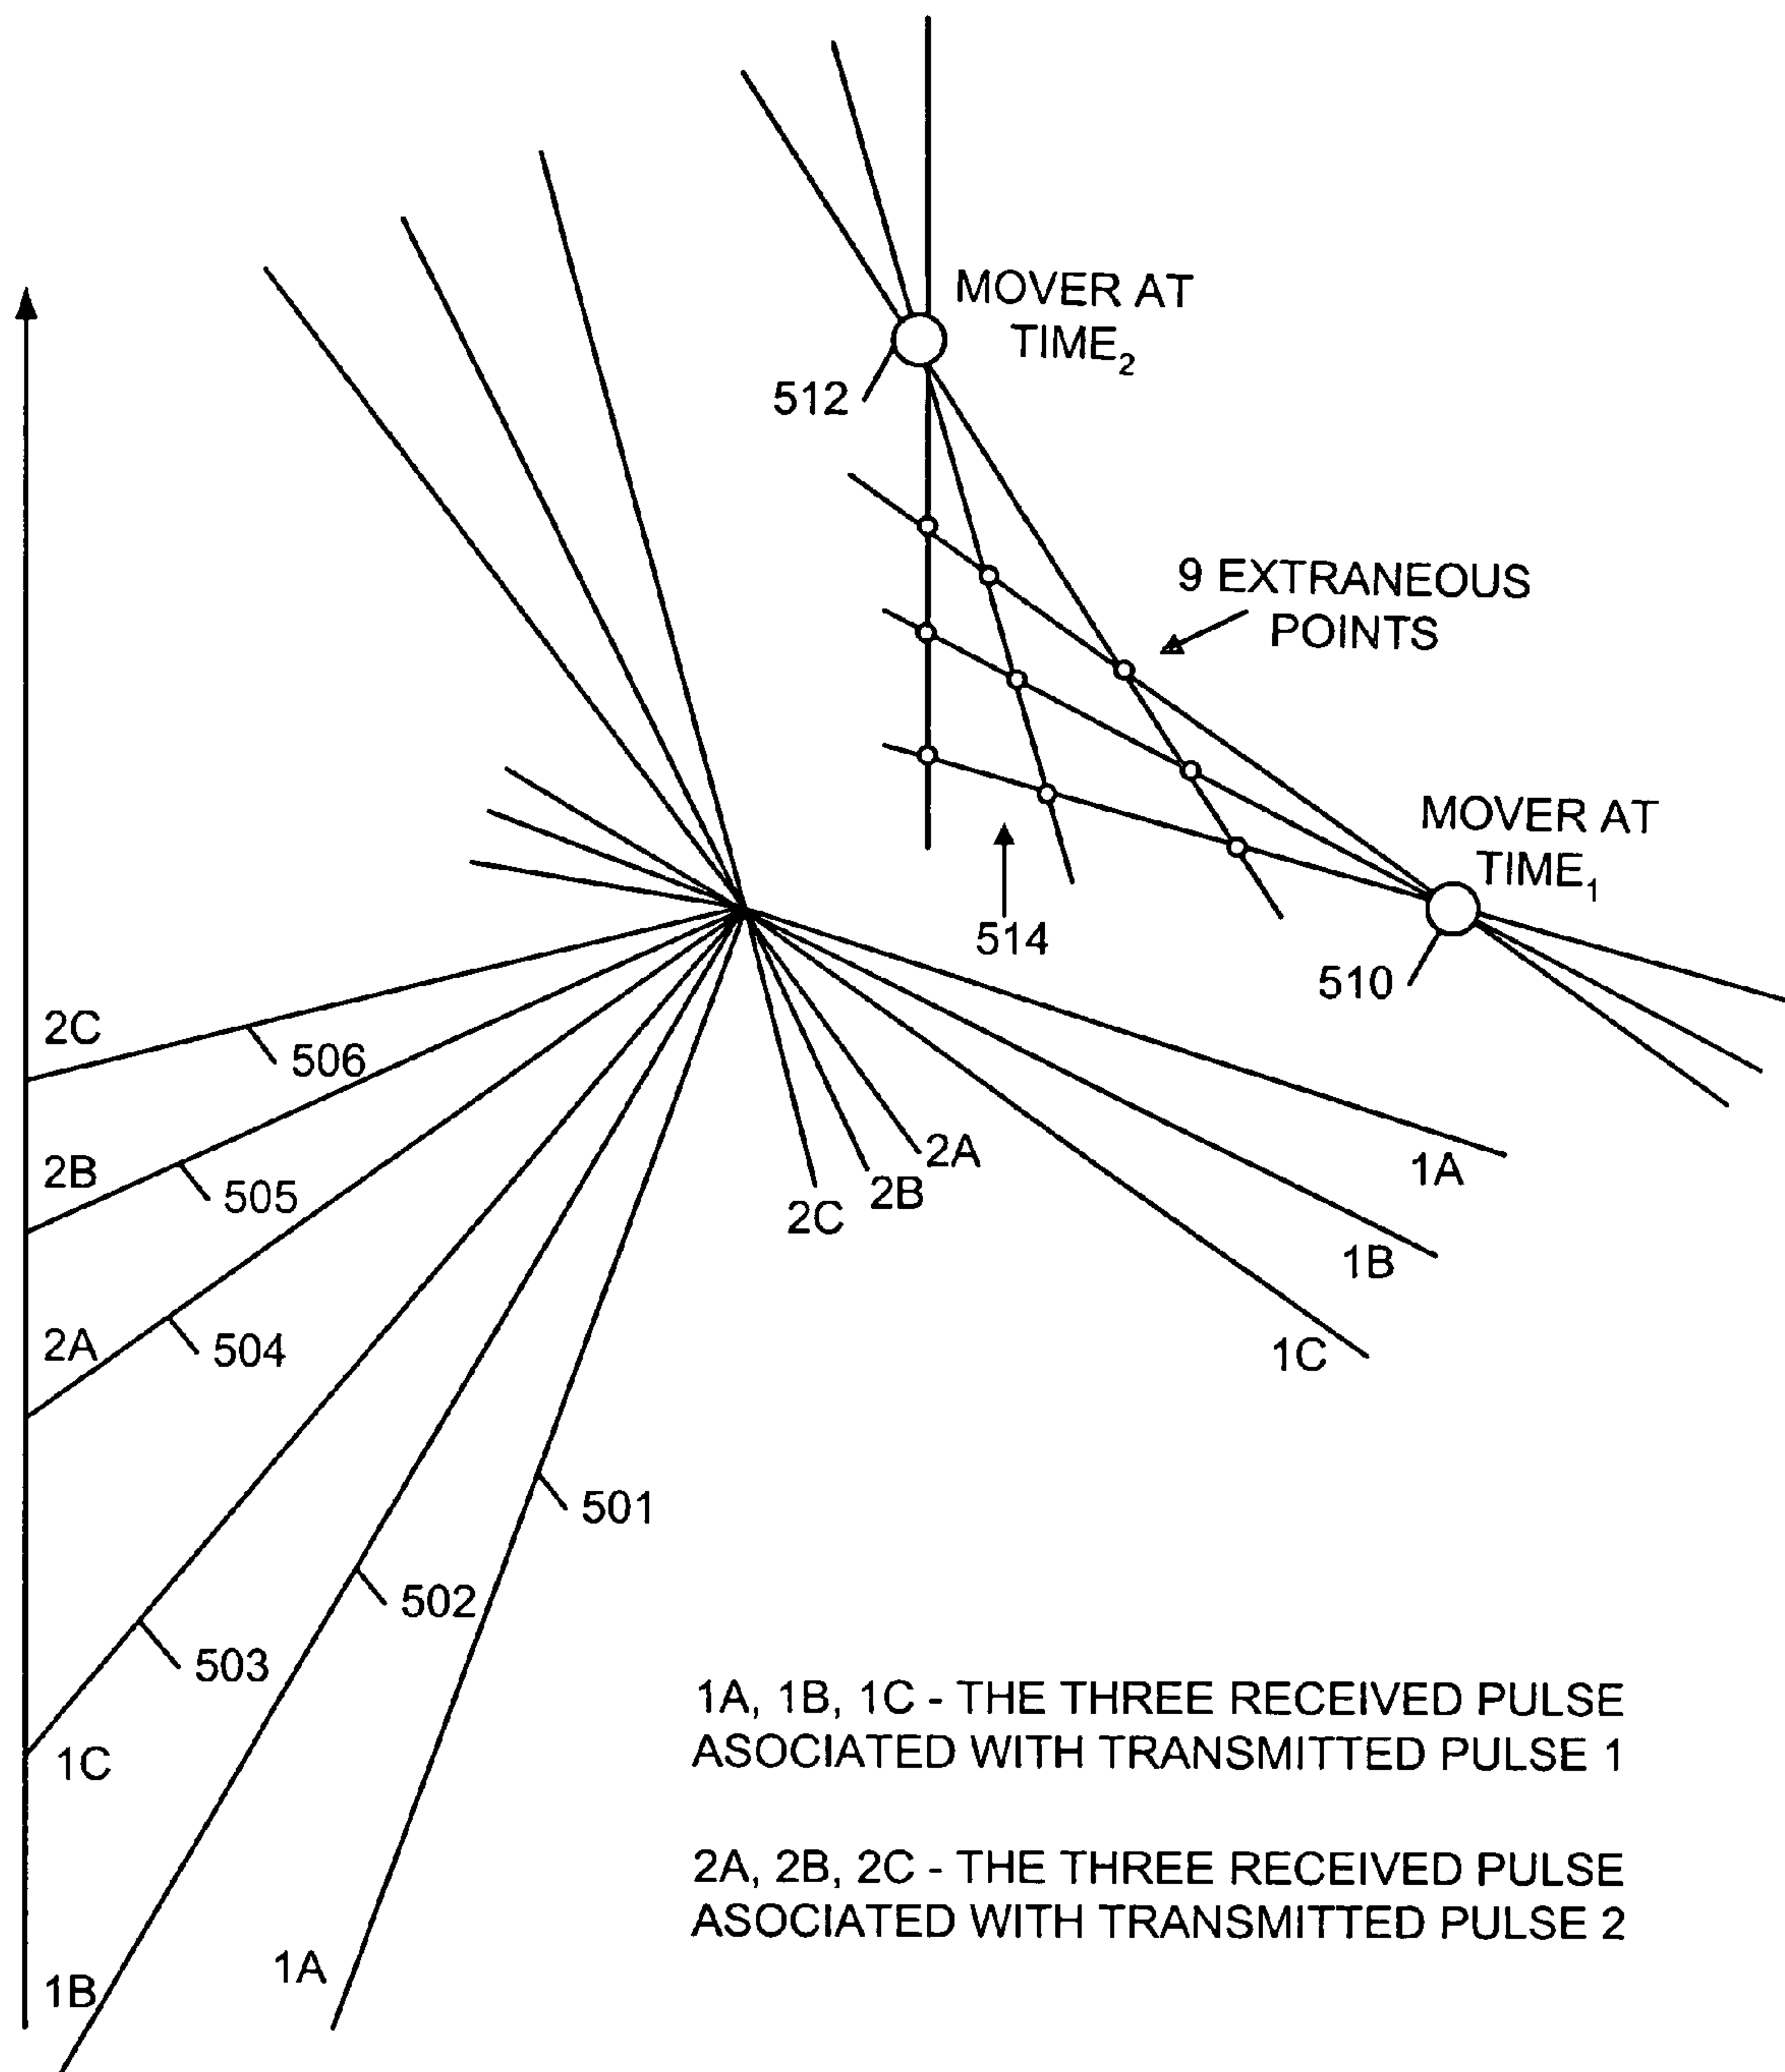 MOVER AT
TIME₂
512
9 EXTRANEOUS
POINTS
MOVER AT
TIME₁
514
510
2C
506
2B
505
2A
2B
2C
1A
1B
2A
504
1C
501
502
503
1C
1A, 1B, 1C - THE THREE RECEIVED PULSE
ASOCIATED WITH TRANSMITTED PULSE 1
2A, 2B, 2C - THE THREE RECEIVED PULSE
ASOCIATED WITH TRANSMITTED PULSE 2
1A
1B